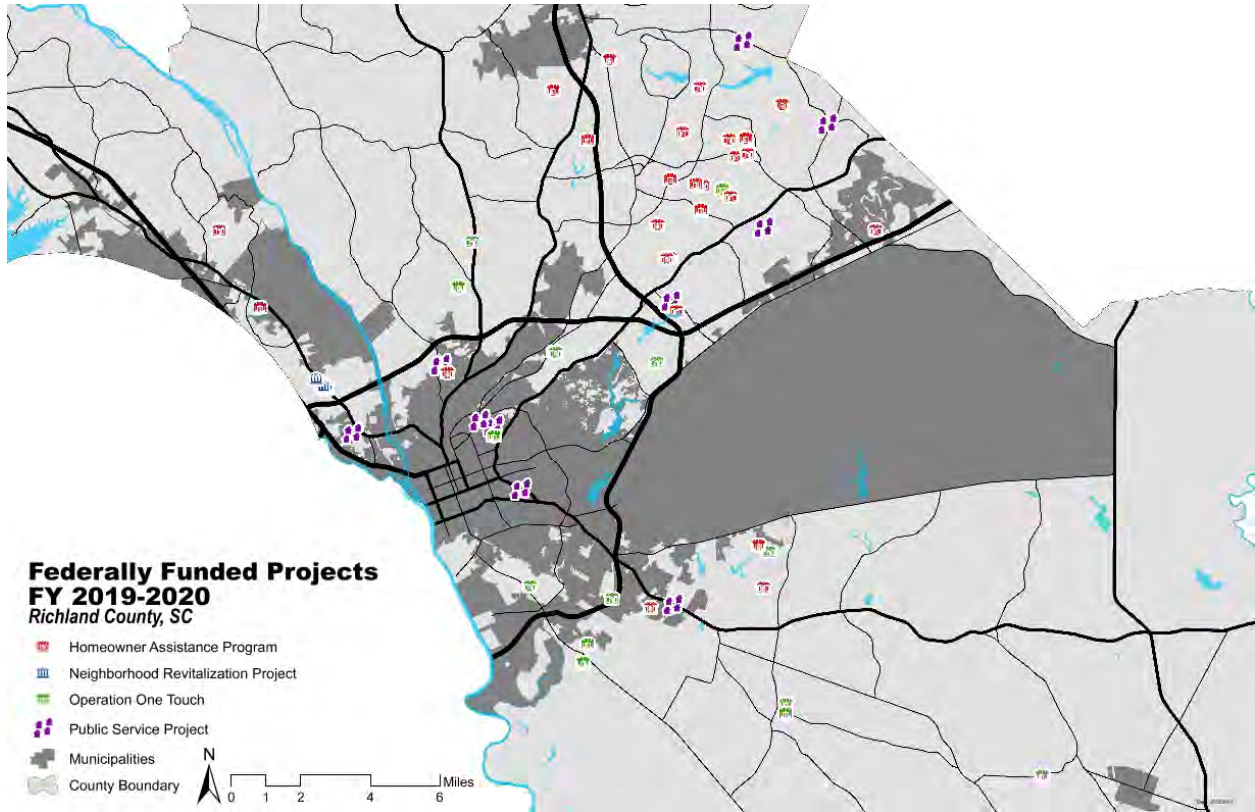 Federally Funded Projects
FY 2019-2020
Richland County, SC
Homeowner Assistance Program
Neighborhood Revitalization Project
Operation One Touch
Public Service Project
Municipalities
County Boundary
N
0 1 2 4 6 Miles